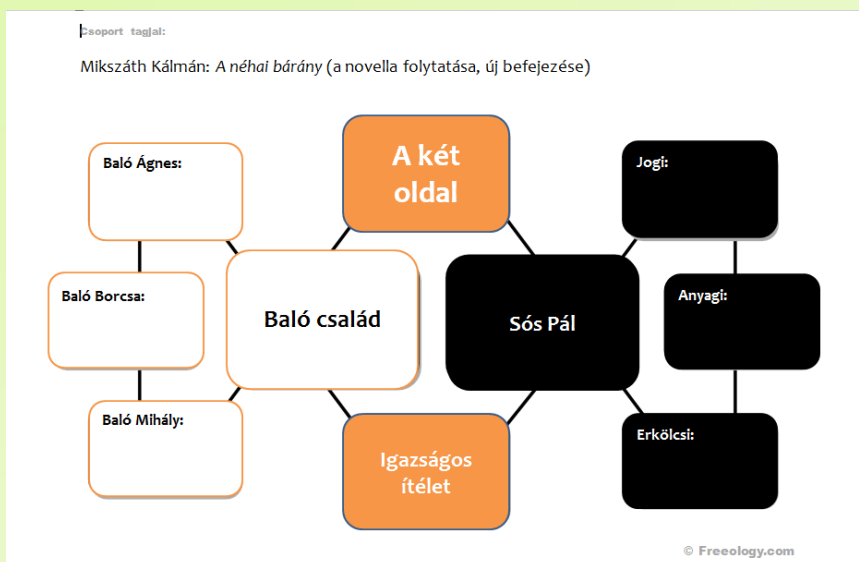 Csoport tagjai:
Mikszáth Kálmán: A néhai bárány (a novella folytatása, új befejezése)
A két
oldal
Baló Ágnes:
Jogi:
Baló Borcsa:
Baló család
Sós Pál
Anyagi:
Baló Mihály:
Erkölcsi:
Igazságos
ítélet
© Freeology.com